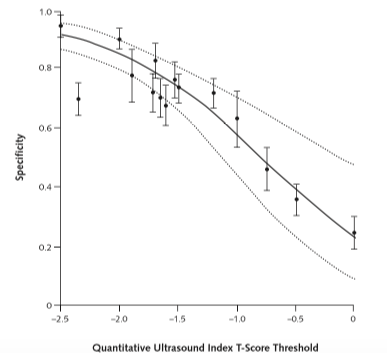 1.0
0.8
0.6
0.4
0.2
0
Specificity
–2.5 –2.0 –1.5 –1.0 –0.5 0
Quantitative Ultrasound Index T-Score Threshold